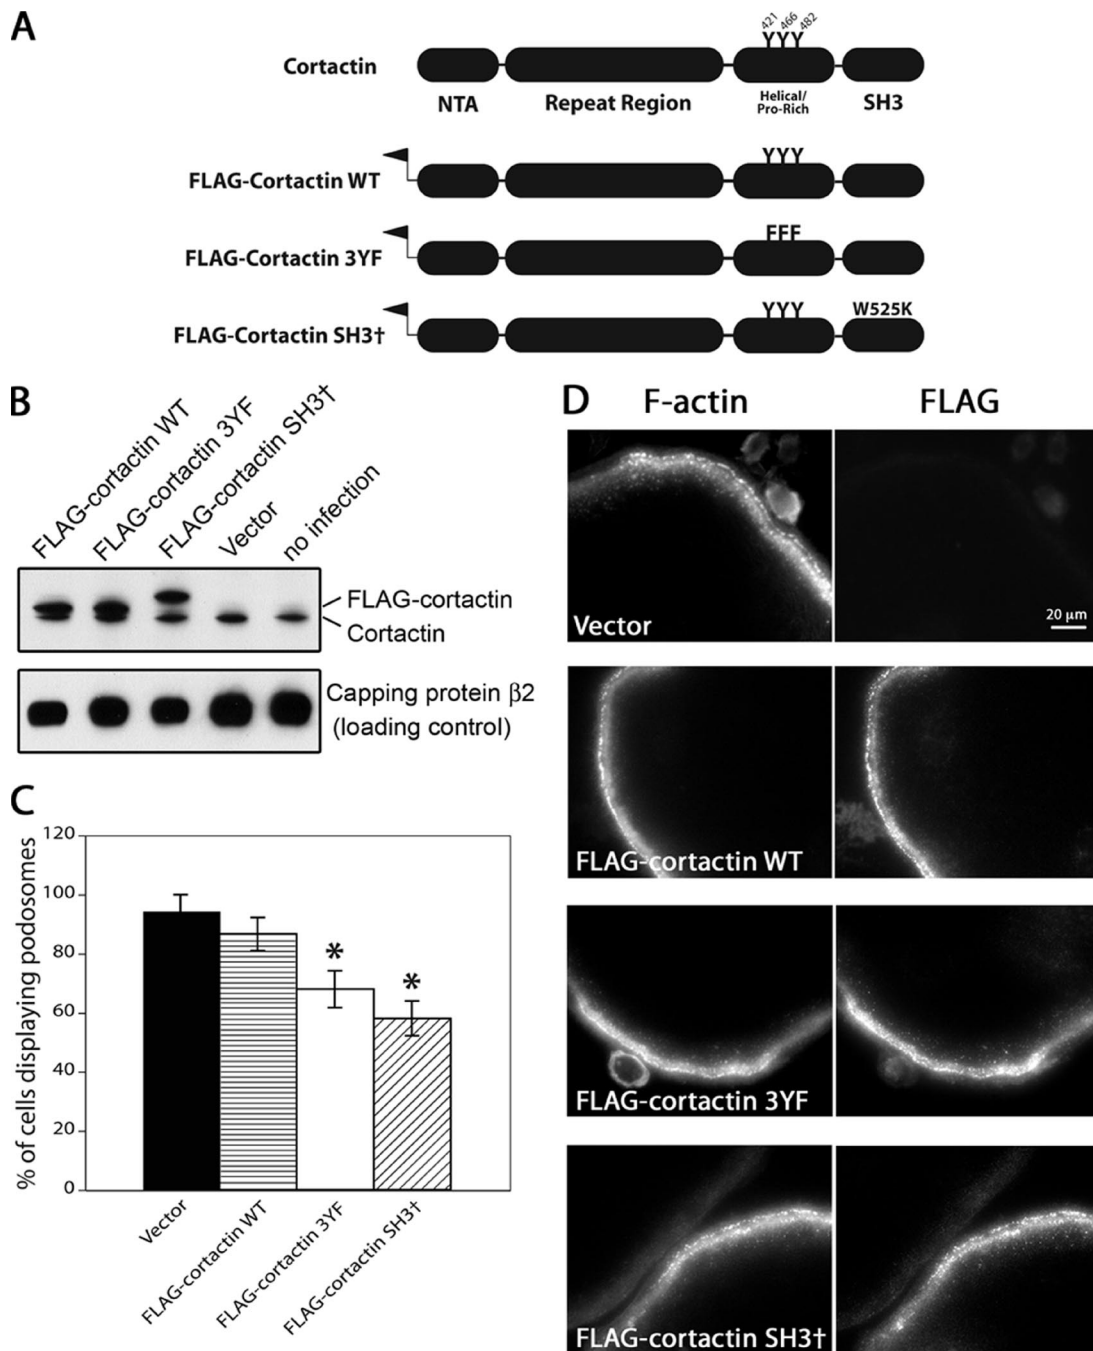 A
421 466 482
YYY
Cortactin
NTA
Repeat Region
Helical/
Pro-Rich
SH3
FLAG-Cortactin WT
YYY
FLAG-Cortactin 3YF
FFF
FLAG-Cortactin SH3†
YYY
W525K
B
FLAG-cortactin WT
FLAG-cortactin 3YF
FLAG-cortactin SH3†
Vector
no infection
FLAG-cortactin
Cortactin
Capping protein β2
(loading control)
C
% of cells displaying podosomes
120
100
80
60
40
20
0
*
*
Vector
FLAG-cortactin WT
FLAG-cortactin 3YF
FLAG-cortactin SH3†
D
F-actin
FLAG
Vector
20 µm
FLAG-cortactin WT
FLAG-cortactin 3YF
FLAG-cortactin SH3†